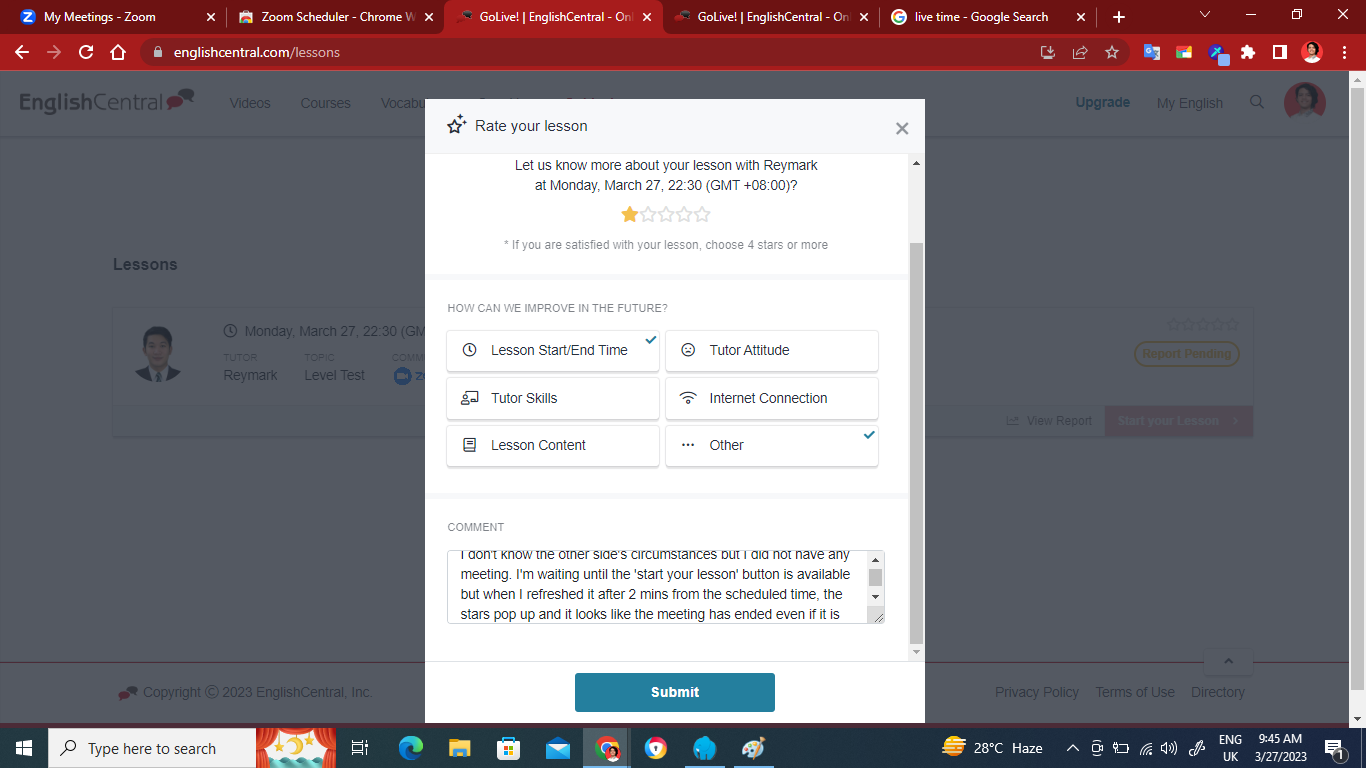 My Meetings - Zoom
Zoom Scheduler - Chrome W
GoLive! | EnglishCentral - Onl
GoLive! | EnglishCentral - Onl
live time - Google Search
englishcentral.com/lessons
EnglishCentral
Videos
Courses
Vocabu
Upgrade
My English
Rate your lesson
Let us know more about your lesson with Reymark
at Monday, March 27, 22:30 (GMT +08:00)?
* If you are satisfied with your lesson, choose 4 stars or more
Lessons
Monday, March 27, 22:30 (GM
TUTOR
TOPIC
COMM
Reymark
Level Test
Report Pending
View Report
Start your Lesson
HOW CAN WE IMPROVE IN THE FUTURE?
Lesson Start/End Time
Tutor Attitude
Tutor Skills
Internet Connection
Lesson Content
Other
COMMENT
I don't know the other side's circumstances but I did not have any
meeting. I'm waiting until the 'start your lesson' button is available
but when I refreshed it after 2 mins from the scheduled time, the
stars pop up and it looks like the meeting has ended even if it is
Submit
Copyright © 2023 EnglishCentral, Inc.
Privacy Policy
Terms of Use
Directory
Type here to search
28°C Haze
ENG
UK
9:45 AM
3/27/2023
1